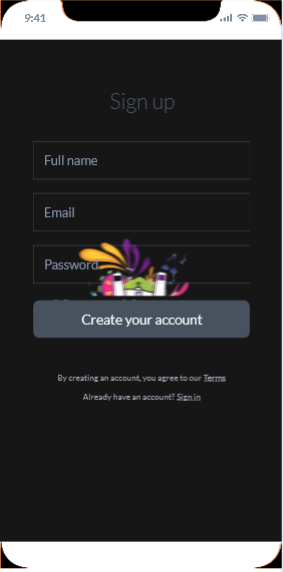 9:41
Sign up
Full name
Email
Password
Create your account
By creating an account, you agree to our Terms
Already have an account? Sign in